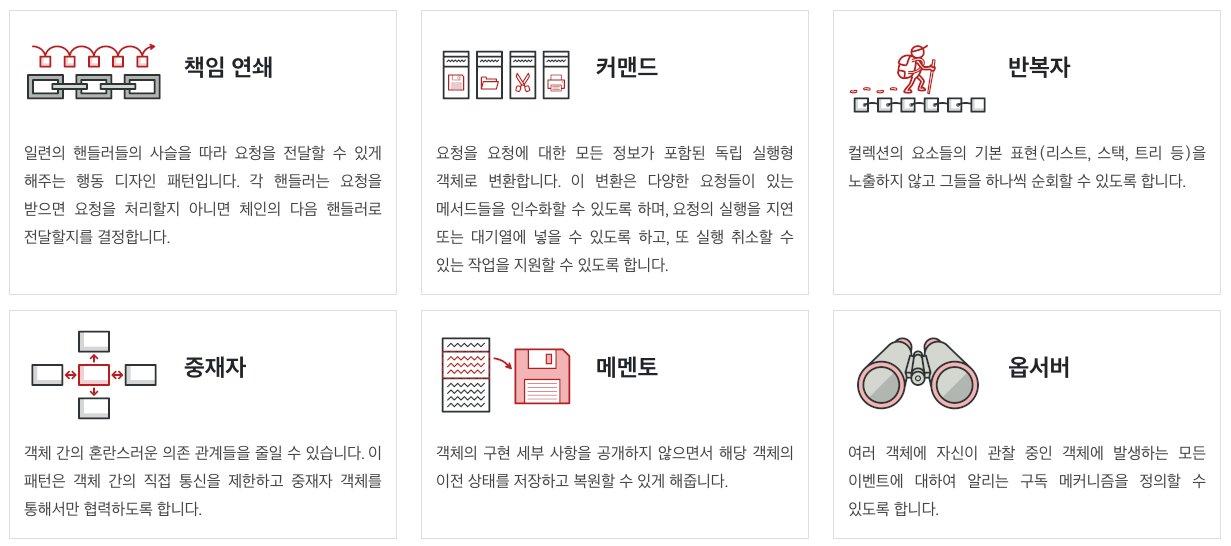 책임 연쇄
일련의 핸들러들의 사슬을 따라 요청을 전달할 수 있게
해주는 행동 디자인 패턴입니다. 각 핸들러는 요청을
받으면 요청을 처리할지 아니면 체인의 다음 핸들러로
전달할지를 결정합니다.
커맨드
요청을 요청에 대한 모든 정보가 포함된 독립 실행형
객체로 변환합니다. 이 변환은 다양한 요청들이 있는
메서드들을 인수화할 수 있도록 하며, 요청의 실행을 지연
또는 대기열에 넣을 수 있도록 하고, 또 실행 취소할 수
있는 작업을 지원할 수 있도록 합니다.
반복자
컬렉션의 요소들의 기본 표현(리스트, 스택, 트리 등)을
노출하지 않고 그들을 하나씩 순회할 수 있도록 합니다.
중재자
객체 간의 혼란스러운 의존 관계들을 줄일 수 있습니다. 이
패턴은 객체 간의 직접 통신을 제한하고 중재자 객체를
통해서만 협력하도록 합니다.
메멘토
객체의 구현 세부 사항을 공개하지 않으면서 해당 객체의
이전 상태를 저장하고 복원할 수 있게 해줍니다.
옵서버
여러 객체에 자신이 관찰 중인 객체에 발생하는 모든
이벤트에 대하여 알리는 구독 메커니즘을 정의할 수
있도록 합니다.